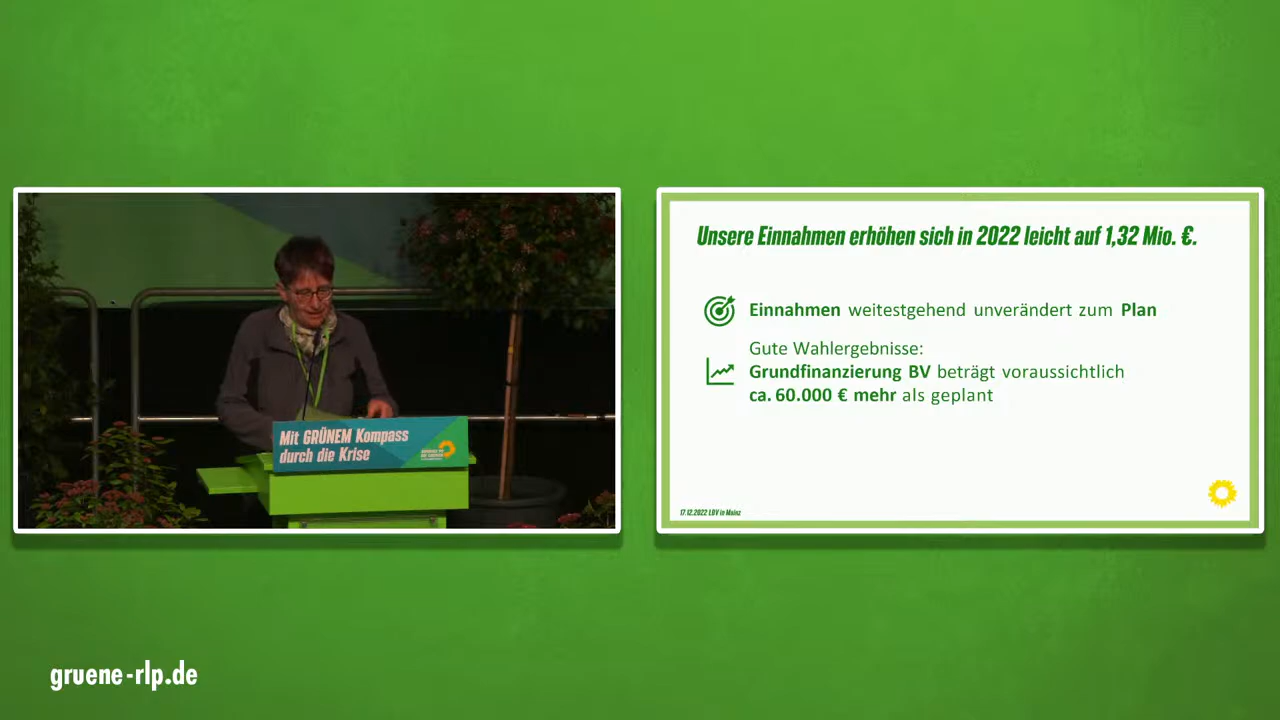 Unsere Einnahmen erhöhen sich in 2022 leicht auf 1,32 Mio. €.
Einnahmen weitestgehend unverändert zum Plan
Gute Wahlergebnisse:
Grundfinanzierung BV beträgt voraussichtlich
ca. 60.000 € mehr als geplant
17.12.2022 LDV in Mainz
Mit GRÜNEM Kompass
durch die Krise
gruene-rlp.de